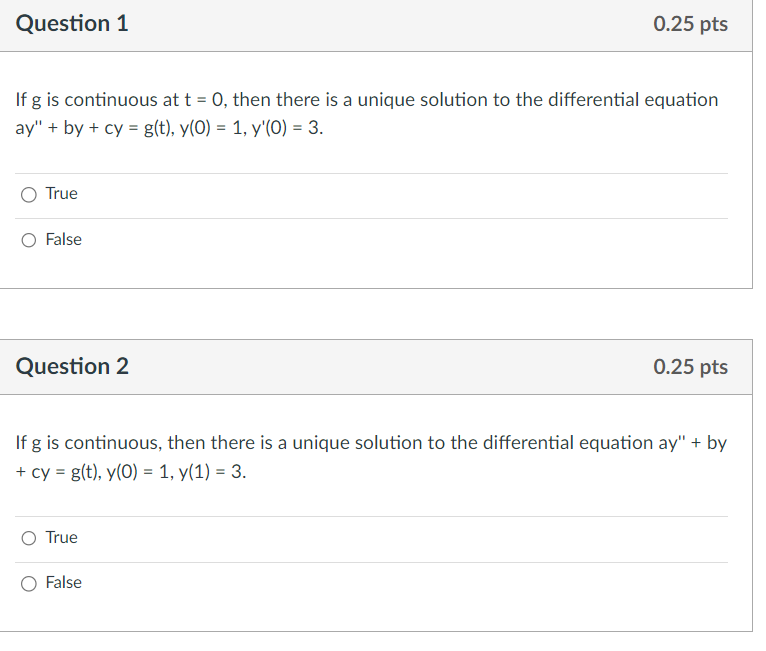 Question 1
0.25 pts
If g is continuous at t = 0, then there is a unique solution to the differential equation
ay" + by + cy = g(t), y(0) = 1, y'(0) = 3.
True
False
Question 2
0.25 pts
If g is continuous, then there is a unique solution to the differential equation ay" + by
+ cy = g(t), y(0) = 1, y(1) = 3.
True
False